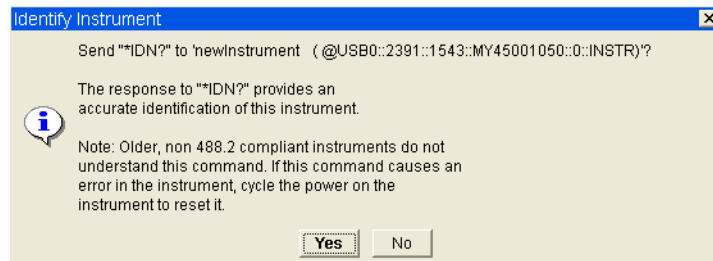 Identify Instrument
Send "*IDN?" to 'newInstrument ( @USB0::2391::1543::MY45001050::0::INSTR)'?
The response to "*IDN?" provides an
accurate identification of this instrument.
Note: Older, non 488.2 compliant instruments do not
understand this command. If this command causes an
error in the instrument, cycle the power on the
instrument to reset it.
Yes No